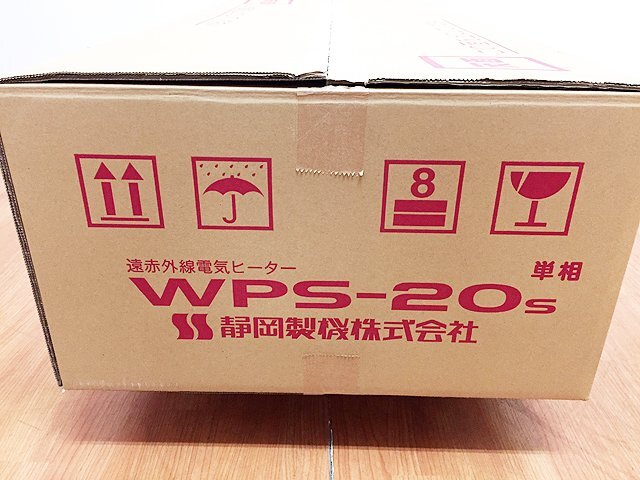 8
遠赤外線電気ヒーター
単相
WPS-20s
静岡製機株式会社